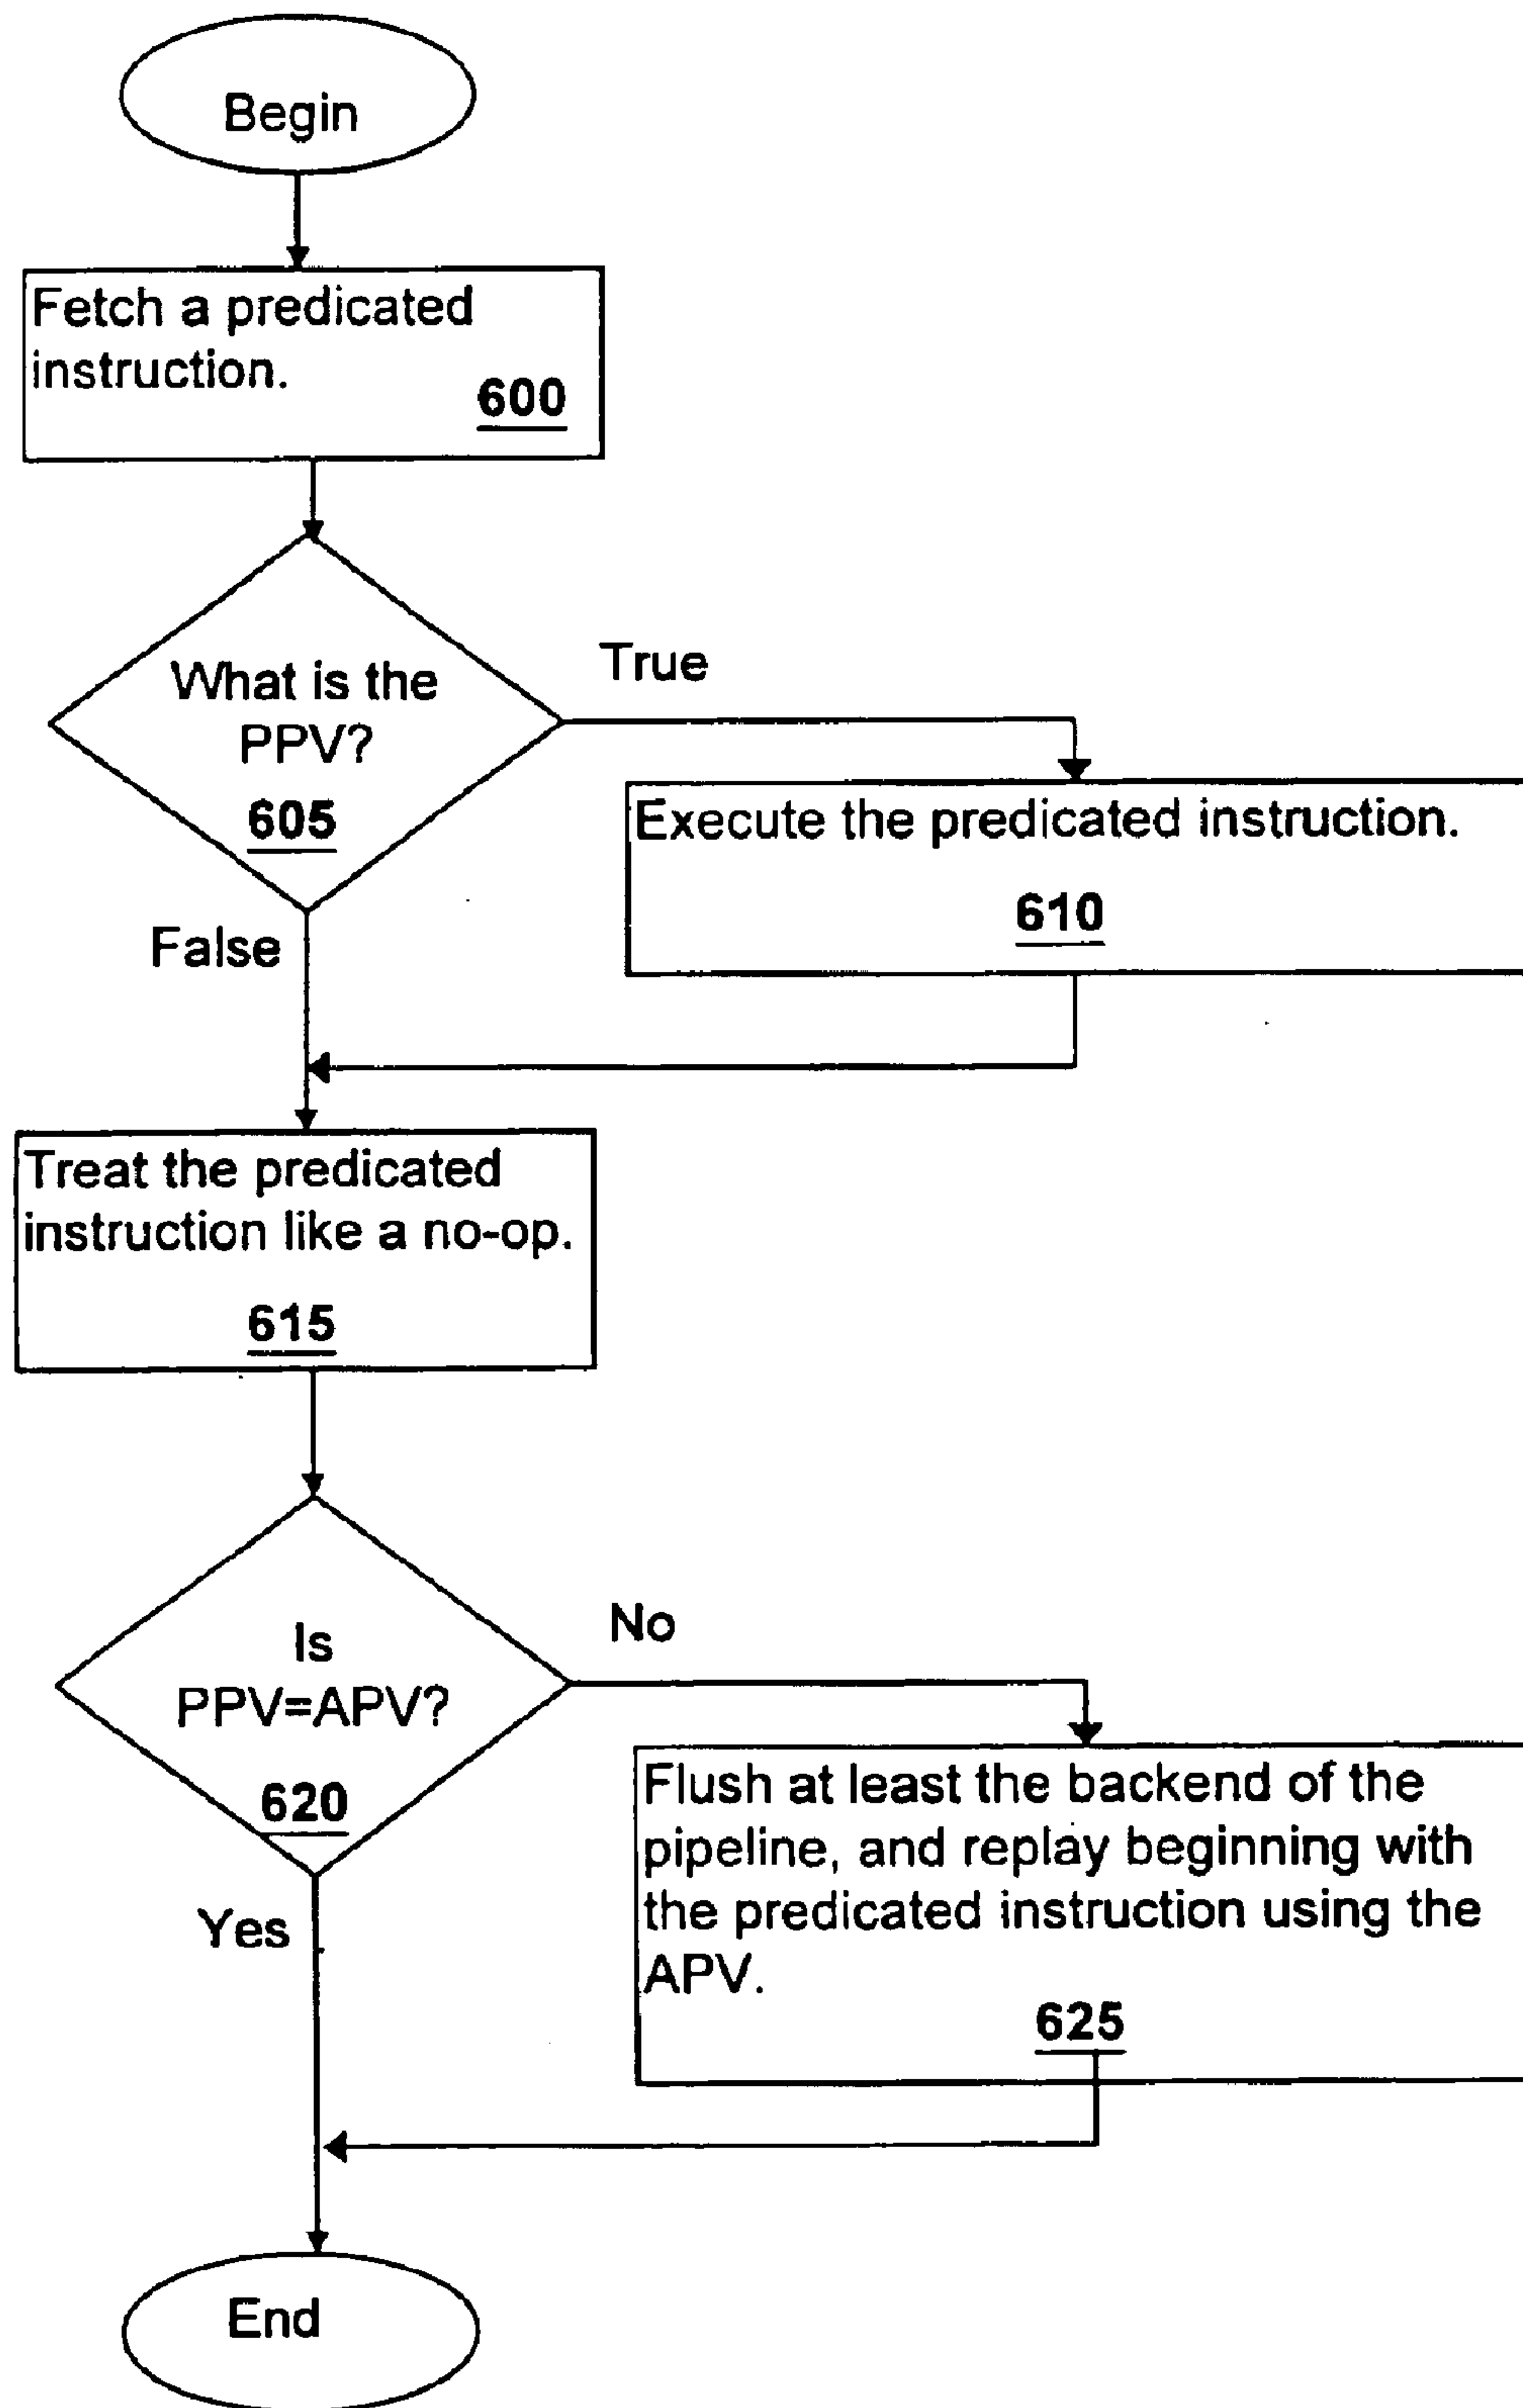 Begin
Fetch a predicated
instruction.
600
What is the
PPV?
605
True
False
Execute the predicated instruction.
610
Treat the predicated
instruction like a no-op.
615
Is
PPV=APV?
620
No
Yes
Flush at least the backend of the
pipeline, and replay beginning with
the predicated instruction using the
APV.
625
End